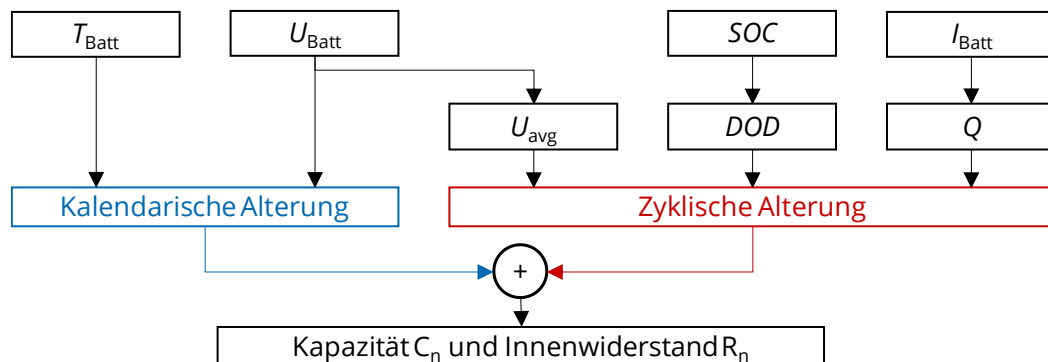 T_Batt
U_Batt
SOC
I_Batt
U_avg
DOD
Q
Kalendarische Alterung
Zyklische Alterung
+
Kapazität C_n und Innenwiderstand R_n